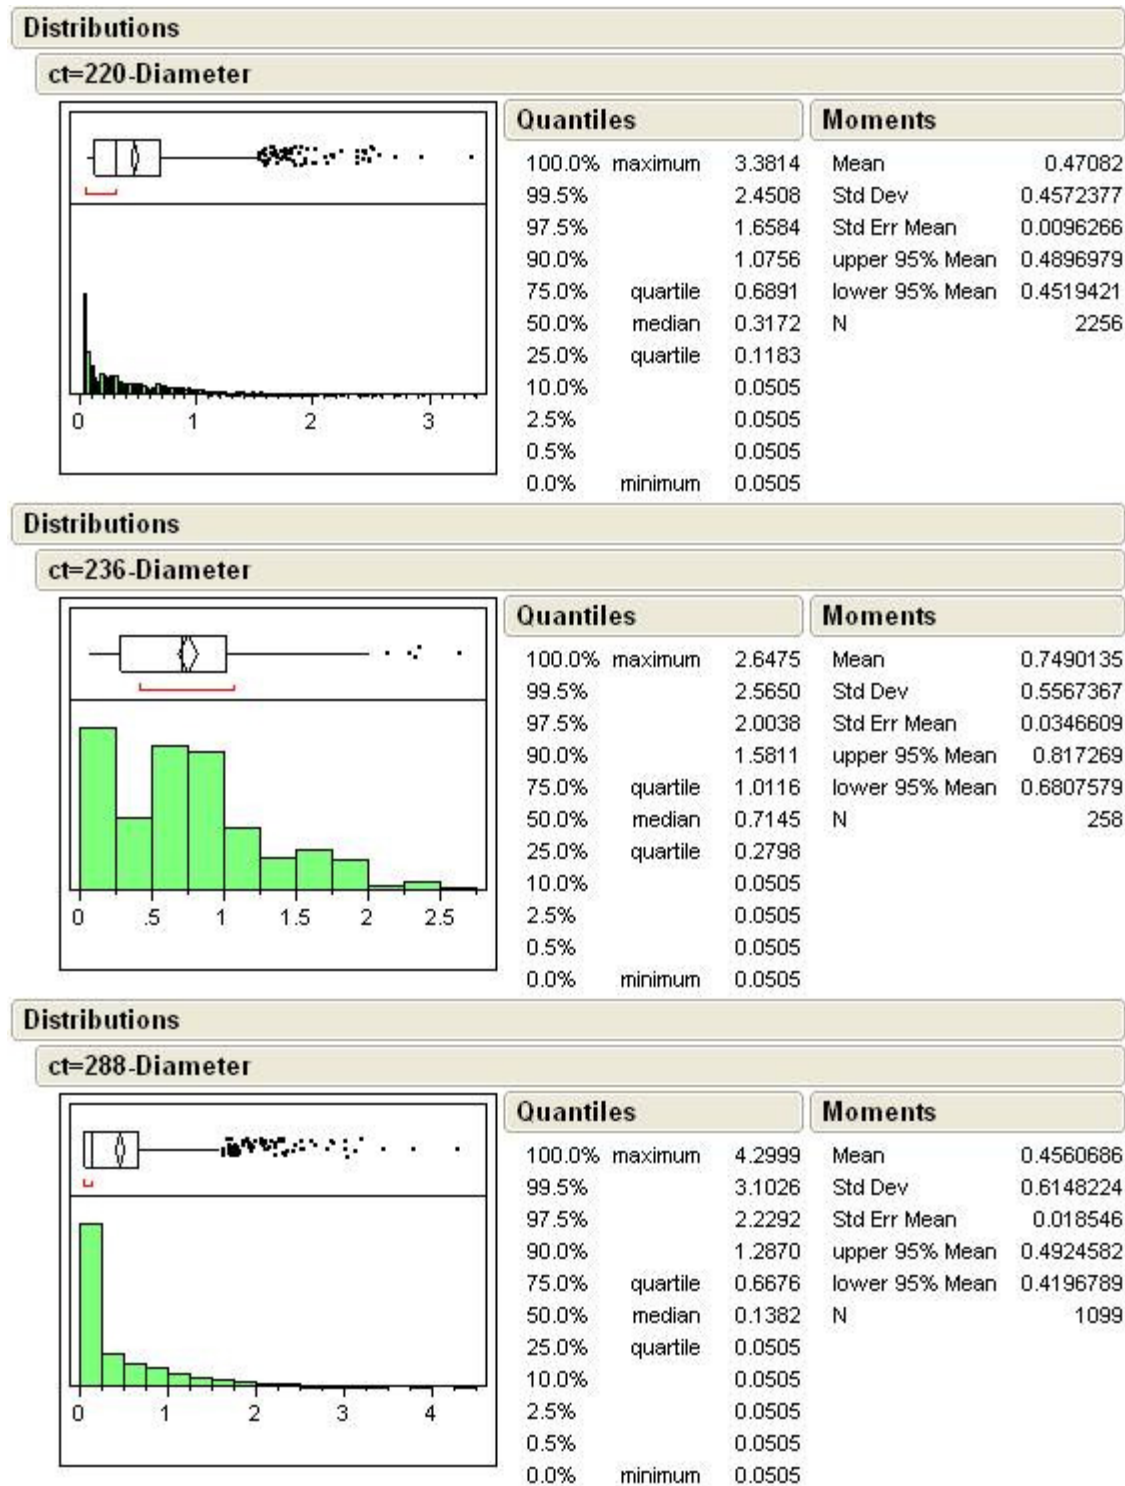 Distributions
ct=220-Diameter
Quantiles
100.0% maximum 3.3814
99.5% 2.4508
97.5% 1.6584
90.0% 1.0756
75.0% quartile 0.6891
50.0% median 0.3172
25.0% quartile 0.1183
10.0% 0.0505
2.5% 0.0505
0.5% 0.0505
0.0% minimum 0.0505
Moments
Mean 0.47082
Std Dev 0.4572377
Std Err Mean 0.0096266
upper 95% Mean 0.4896979
lower 95% Mean 0.4519421
N 2256
0 1 2 3
Distributions
ct=236-Diameter
Quantiles
100.0% maximum 2.6475
99.5% 2.5650
97.5% 2.0038
90.0% 1.5811
75.0% quartile 1.0116
50.0% median 0.7145
25.0% quartile 0.2798
10.0% 0.0505
2.5% 0.0505
0.5% 0.0505
0.0% minimum 0.0505
Moments
Mean 0.7490135
Std Dev 0.5567367
Std Err Mean 0.0346609
upper 95% Mean 0.817269
lower 95% Mean 0.6807579
N 258
0 .5 1 1.5 2 2.5
Distributions
ct=288-Diameter
Quantiles
100.0% maximum 4.2999
99.5% 3.1026
97.5% 2.2292
90.0% 1.2870
75.0% quartile 0.6676
50.0% median 0.1382
25.0% quartile 0.0505
10.0% 0.0505
2.5% 0.0505
0.5% 0.0505
0.0% minimum 0.0505
Moments
Mean 0.4560686
Std Dev 0.6148224
Std Err Mean 0.018546
upper 95% Mean 0.4924582
lower 95% Mean 0.4196789
N 1099
0 1 2 3 4